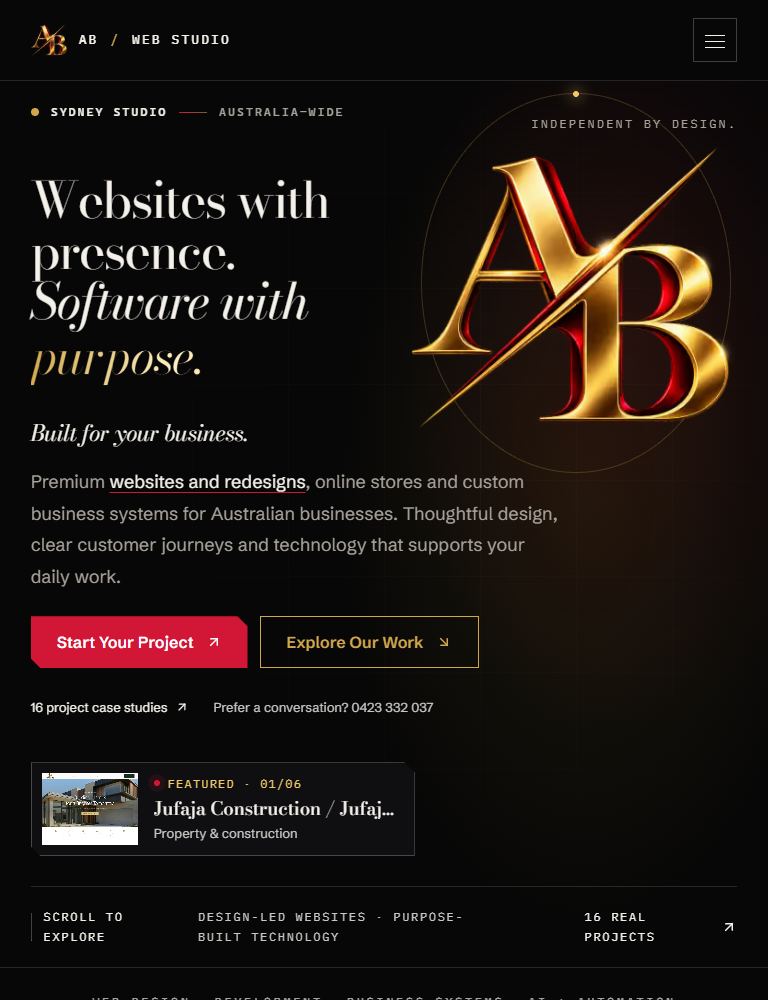 AB / WEB STUDIO
SYDNEY STUDIO — AUSTRALIA-WIDE
INDEPENDENT BY DESIGN.
AB
Websites with
presence.
Software with
purpose.
Built for your business.
Premium websites and redesigns, online stores and custom
business systems for Australian businesses. Thoughtful design,
clear customer journeys and technology that supports your
daily work.
Start Your Project
Explore Our Work
16 project case studies
Prefer a conversation? 0423 332 037
FEATURED · 01/06
Jufaja Construction / Jufaj...
Property & construction
SCROLL TO
EXPLORE
DESIGN-LED WEBSITES · PURPOSE-
BUILT TECHNOLOGY
16 REAL
PROJECTS